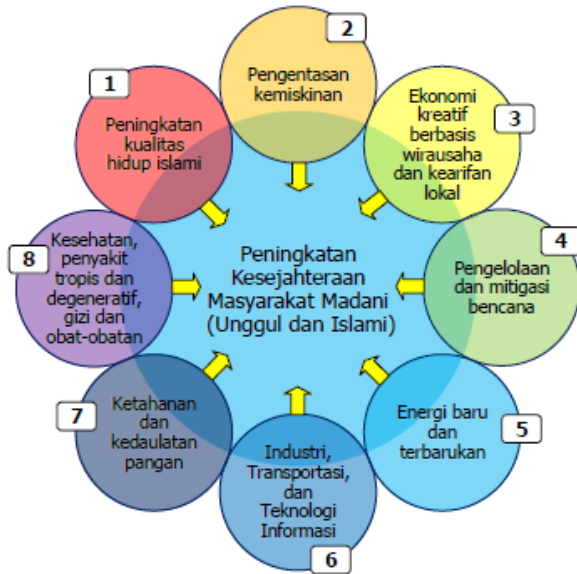 1
Peningkatan
kualitas
hidup islami
2
Pengentasan
kemiskinan
3
Ekonomi
kreatif
berbasis
wirausaha
dan kearifan
lokal
4
Pengelolaan
dan mitigasi
bencana
5
Energi baru
dan
terbarukan
6
Industri,
Transportasi,
dan
Teknologi
Informasi
7
Ketahanan
dan
kedaulatan
pangan
8
Kesehatan,
penyakit
tropis dan
degeneratif,
gizi dan
obat-obatan
Peningkatan
Kesejahteraan
Masyarakat Madani
(Unggul dan Islami)